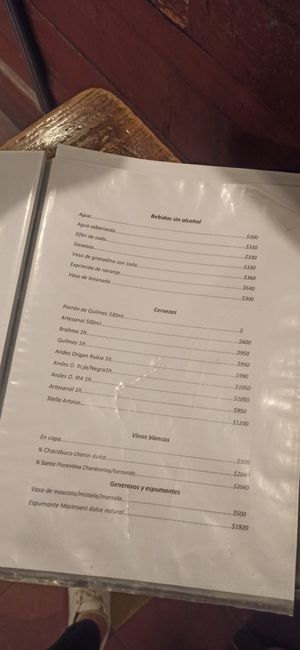 Bebidas sin alcohol
Agua...$300
Agua saborizada...$330
Sifón de soda...$330
Gaseosa...$330
Vaso de granadina con soda...$360
Exprimido de naranja...$540
Vaso de limonada...$300
Cervezas
Porrón de Quilmes 330ml...$
Artesanal 500ml...$600
Brahma 1lt...$950
Quilmes 1lt...$950
Andes Origen Rubia 1lt...$990
Andes O. Roja/Negra 1lt...$1050
Andes O. IPA 1lt...$1050
Artesanal 1lt...$950
Stella Artois...$1200
Vinos blancos
En copa...$500
¾ Chacabuco chenin dulce...$2040
¾ Santa Florentina Chardonnay/torrontés...$2040
Generosos y espumantes
Vaso de moscato/mistela/marsala...$500
Espumante Mastroeni dulce natural...$1920